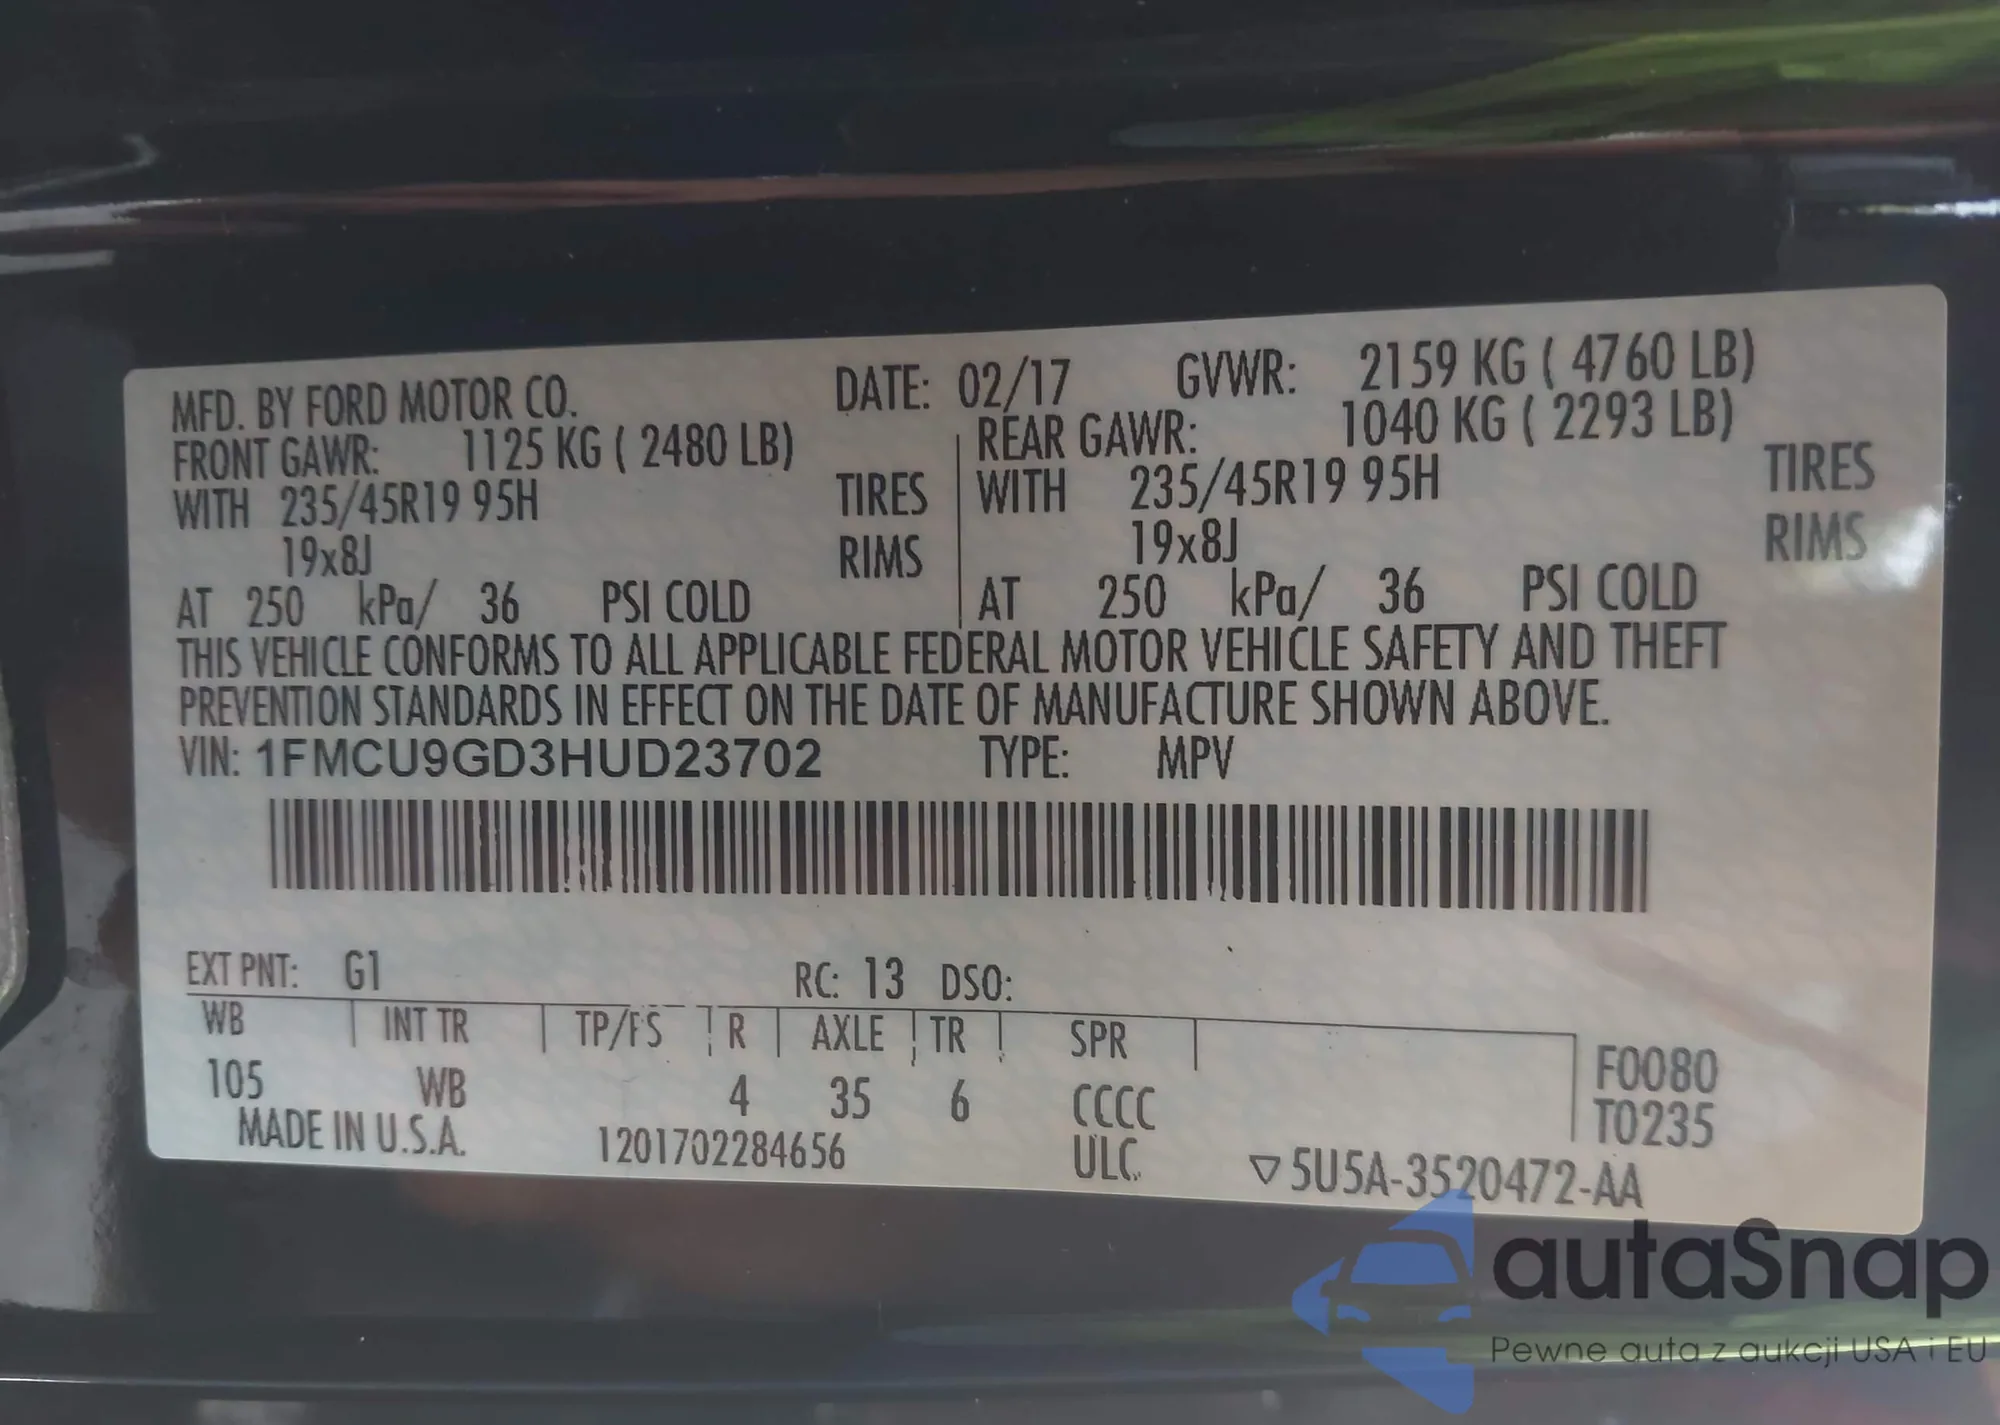 MFD. BY FORD MOTOR CO. DATE: 02/17 GVWR: 2159 KG ( 4760 LB)
FRONT GAWR: 1125 KG ( 2480 LB) REAR GAWR: 1040 KG ( 2293 LB)
WITH 235/45R19 95H TIRES WITH 235/45R19 95H TIRES
19x8J RIMS 19x8J RIMS
AT 250 kPa/ 36 PSI COLD AT 250 kPa/ 36 PSI COLD
THIS VEHICLE CONFORMS TO ALL APPLICABLE FEDERAL MOTOR VEHICLE SAFETY AND THEFT
PREVENTION STANDARDS IN EFFECT ON THE DATE OF MANUFACTURE SHOWN ABOVE.
VIN: 1FMCU9GD3HUD23702 TYPE: MPV
EXT PNT: G1 RC: 13 DSO:
WB INT TR TP/FS R AXLE TR SPR F0080
105 WB 4 35 6 CCCC T0235
MADE IN U.S.A. 1201702284656 ULC ▽5U5A-3520472-AA
autaSnap
Pewne auta z aukcji USA i EU